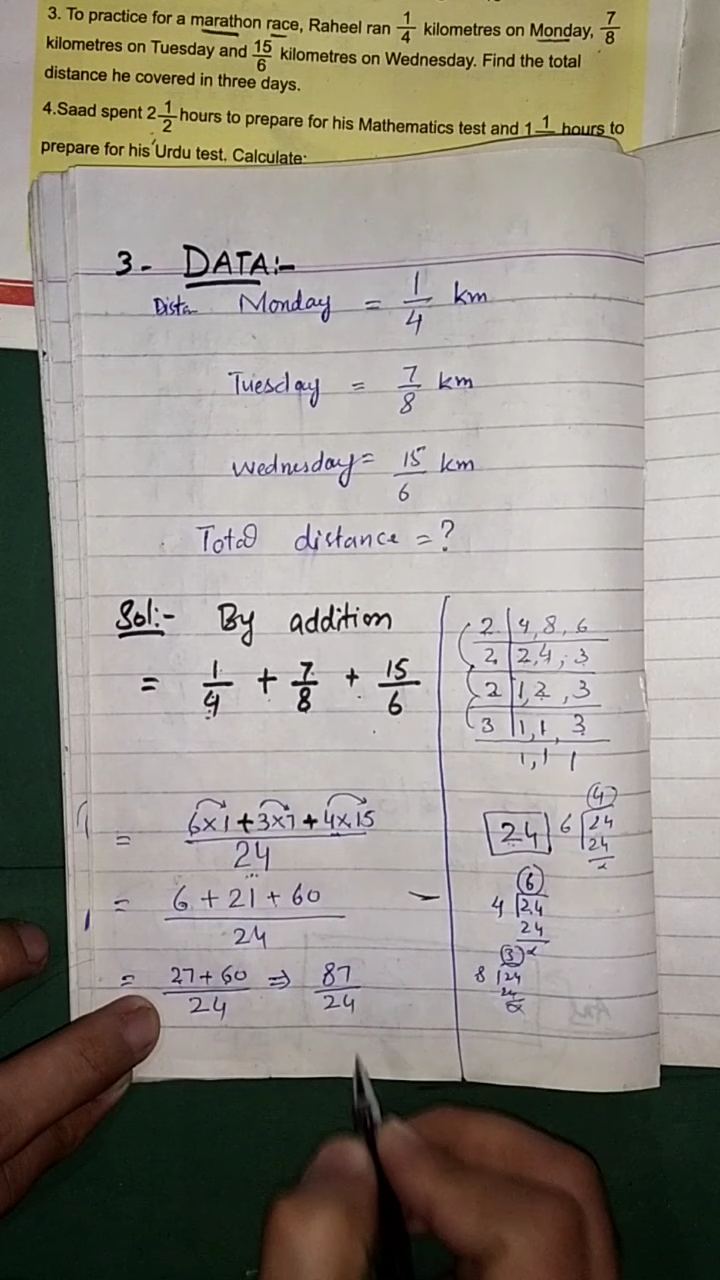 3. To practice for a marathon race, Raheel ran 1/4 kilometres on Monday, 7/8
kilometres on Tuesday and 15/6 kilometres on Wednesday. Find the total
distance he covered in three days.
4.Saad spent 2 1/2 hours to prepare for his Mathematics test and 1 1 hours to
prepare for his Urdu test. Calculate:
3- DATA:-
Dista Monday = 1/4 km
Tuesday = 7/8 km
Wednesday = 15/6 km
Total distance = ?
Sol:- By addition
= 1/4 + 7/8 + 15/6
= 6x1+3x7+4x15/24
= 6+21+60/24
= 27+60/24 ⇒ 87/24
2 | 4, 8, 6
2 | 2, 4, 3
2 | 1, 2, 3
3 | 1, 1, 3
1, 1 1
24
4
6 24
24
x
6
4 24
24
x
3
8 24
24
x